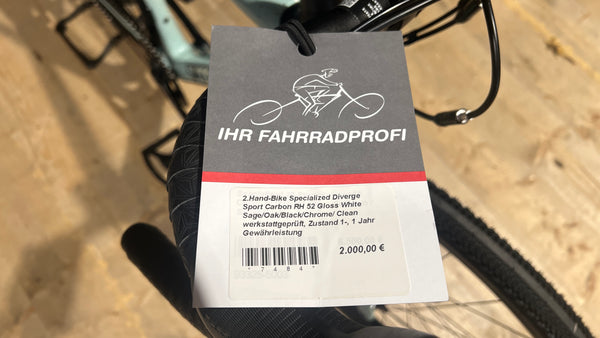 IHR FAHRRADPROFI
2.Hand-Bike Specialized Diverge
Sport Carbon RH 52 Gloss White
Sage/Oak/Black/Chrome/ Clean
werkstattgeprüft, Zustand 1-, 1 Jahr
Gewährleistung
2.000,00 €
*17484*